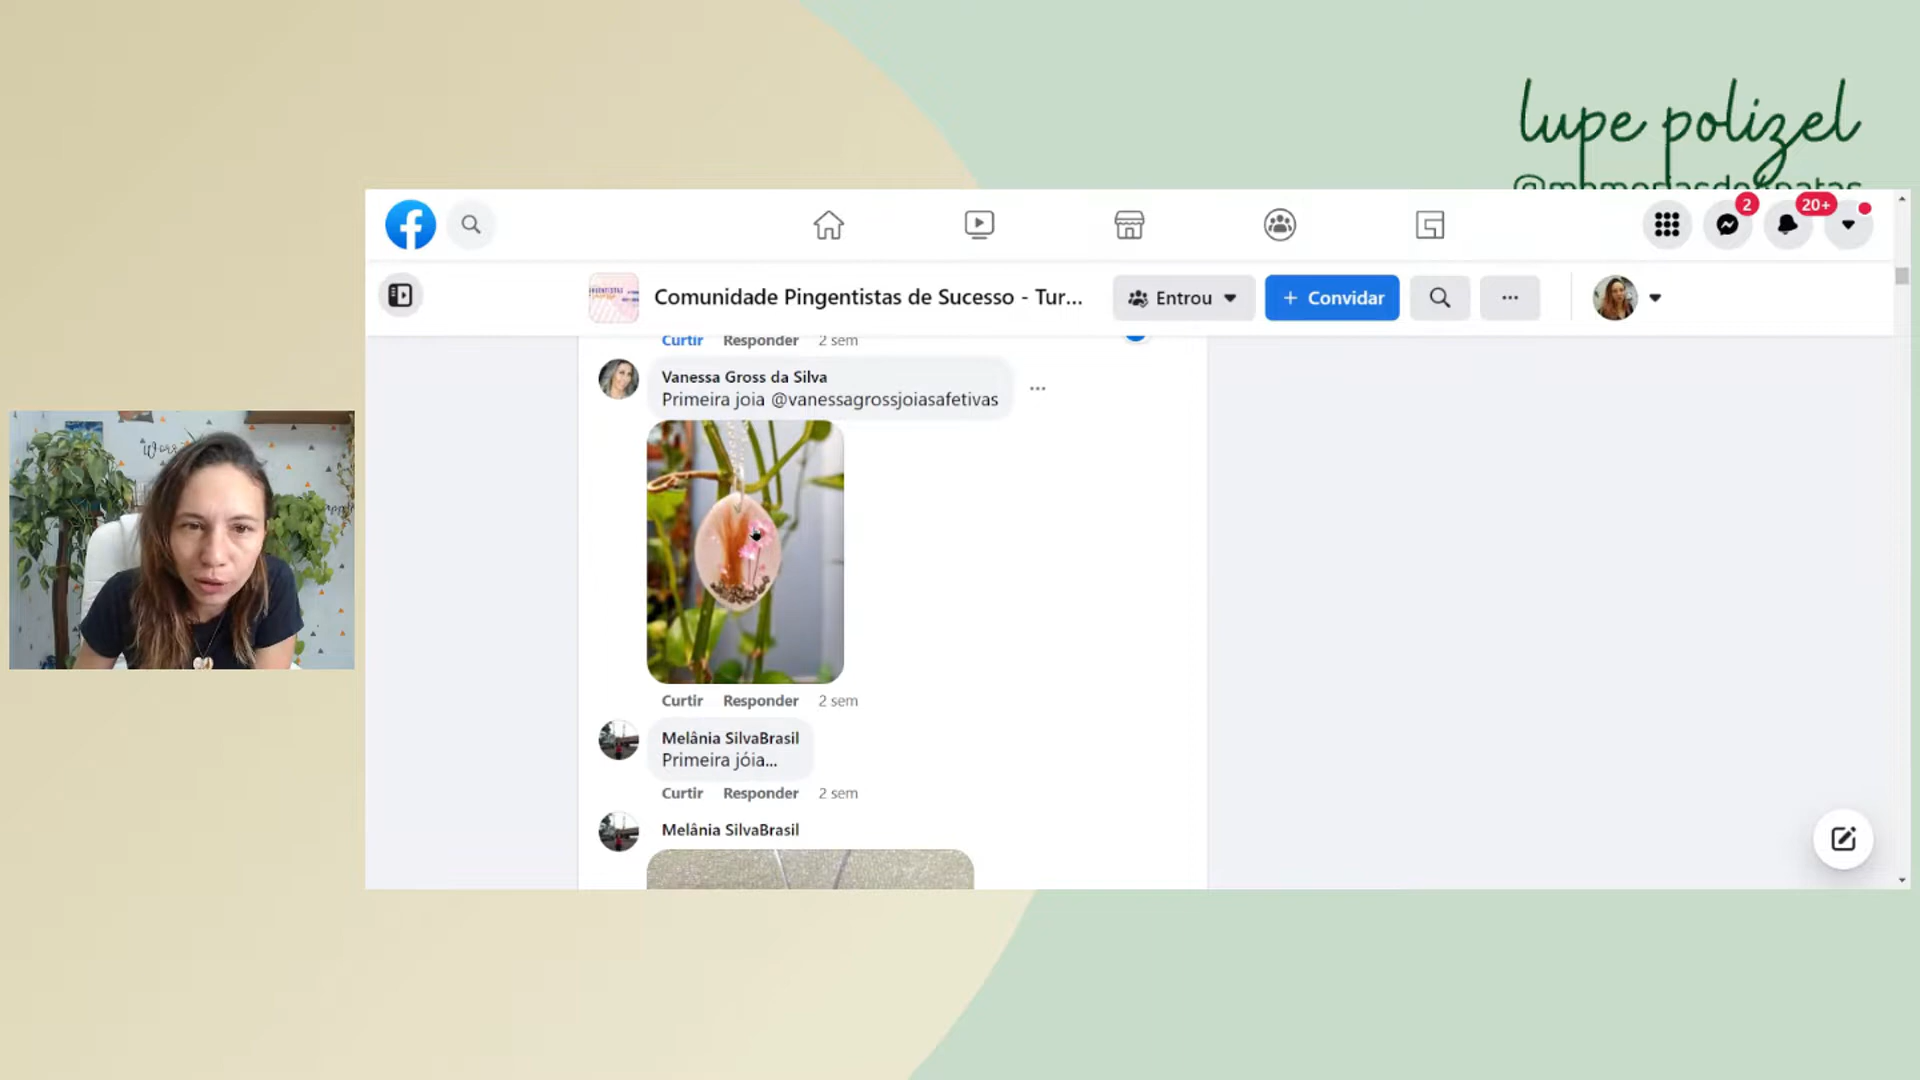 lupe polizel
2
20+
Comunidade Pingentistas de Sucesso - Tur...
Entrou
+ Convidar
Curtir Responder 2 sem
Vanessa Gross da Silva
Primeira joia @vanessagrossjoiasafetivas
Curtir Responder 2 sem
Melânia SilvaBrasil
Primeira jóia...
Curtir Responder 2 sem
Melânia SilvaBrasil